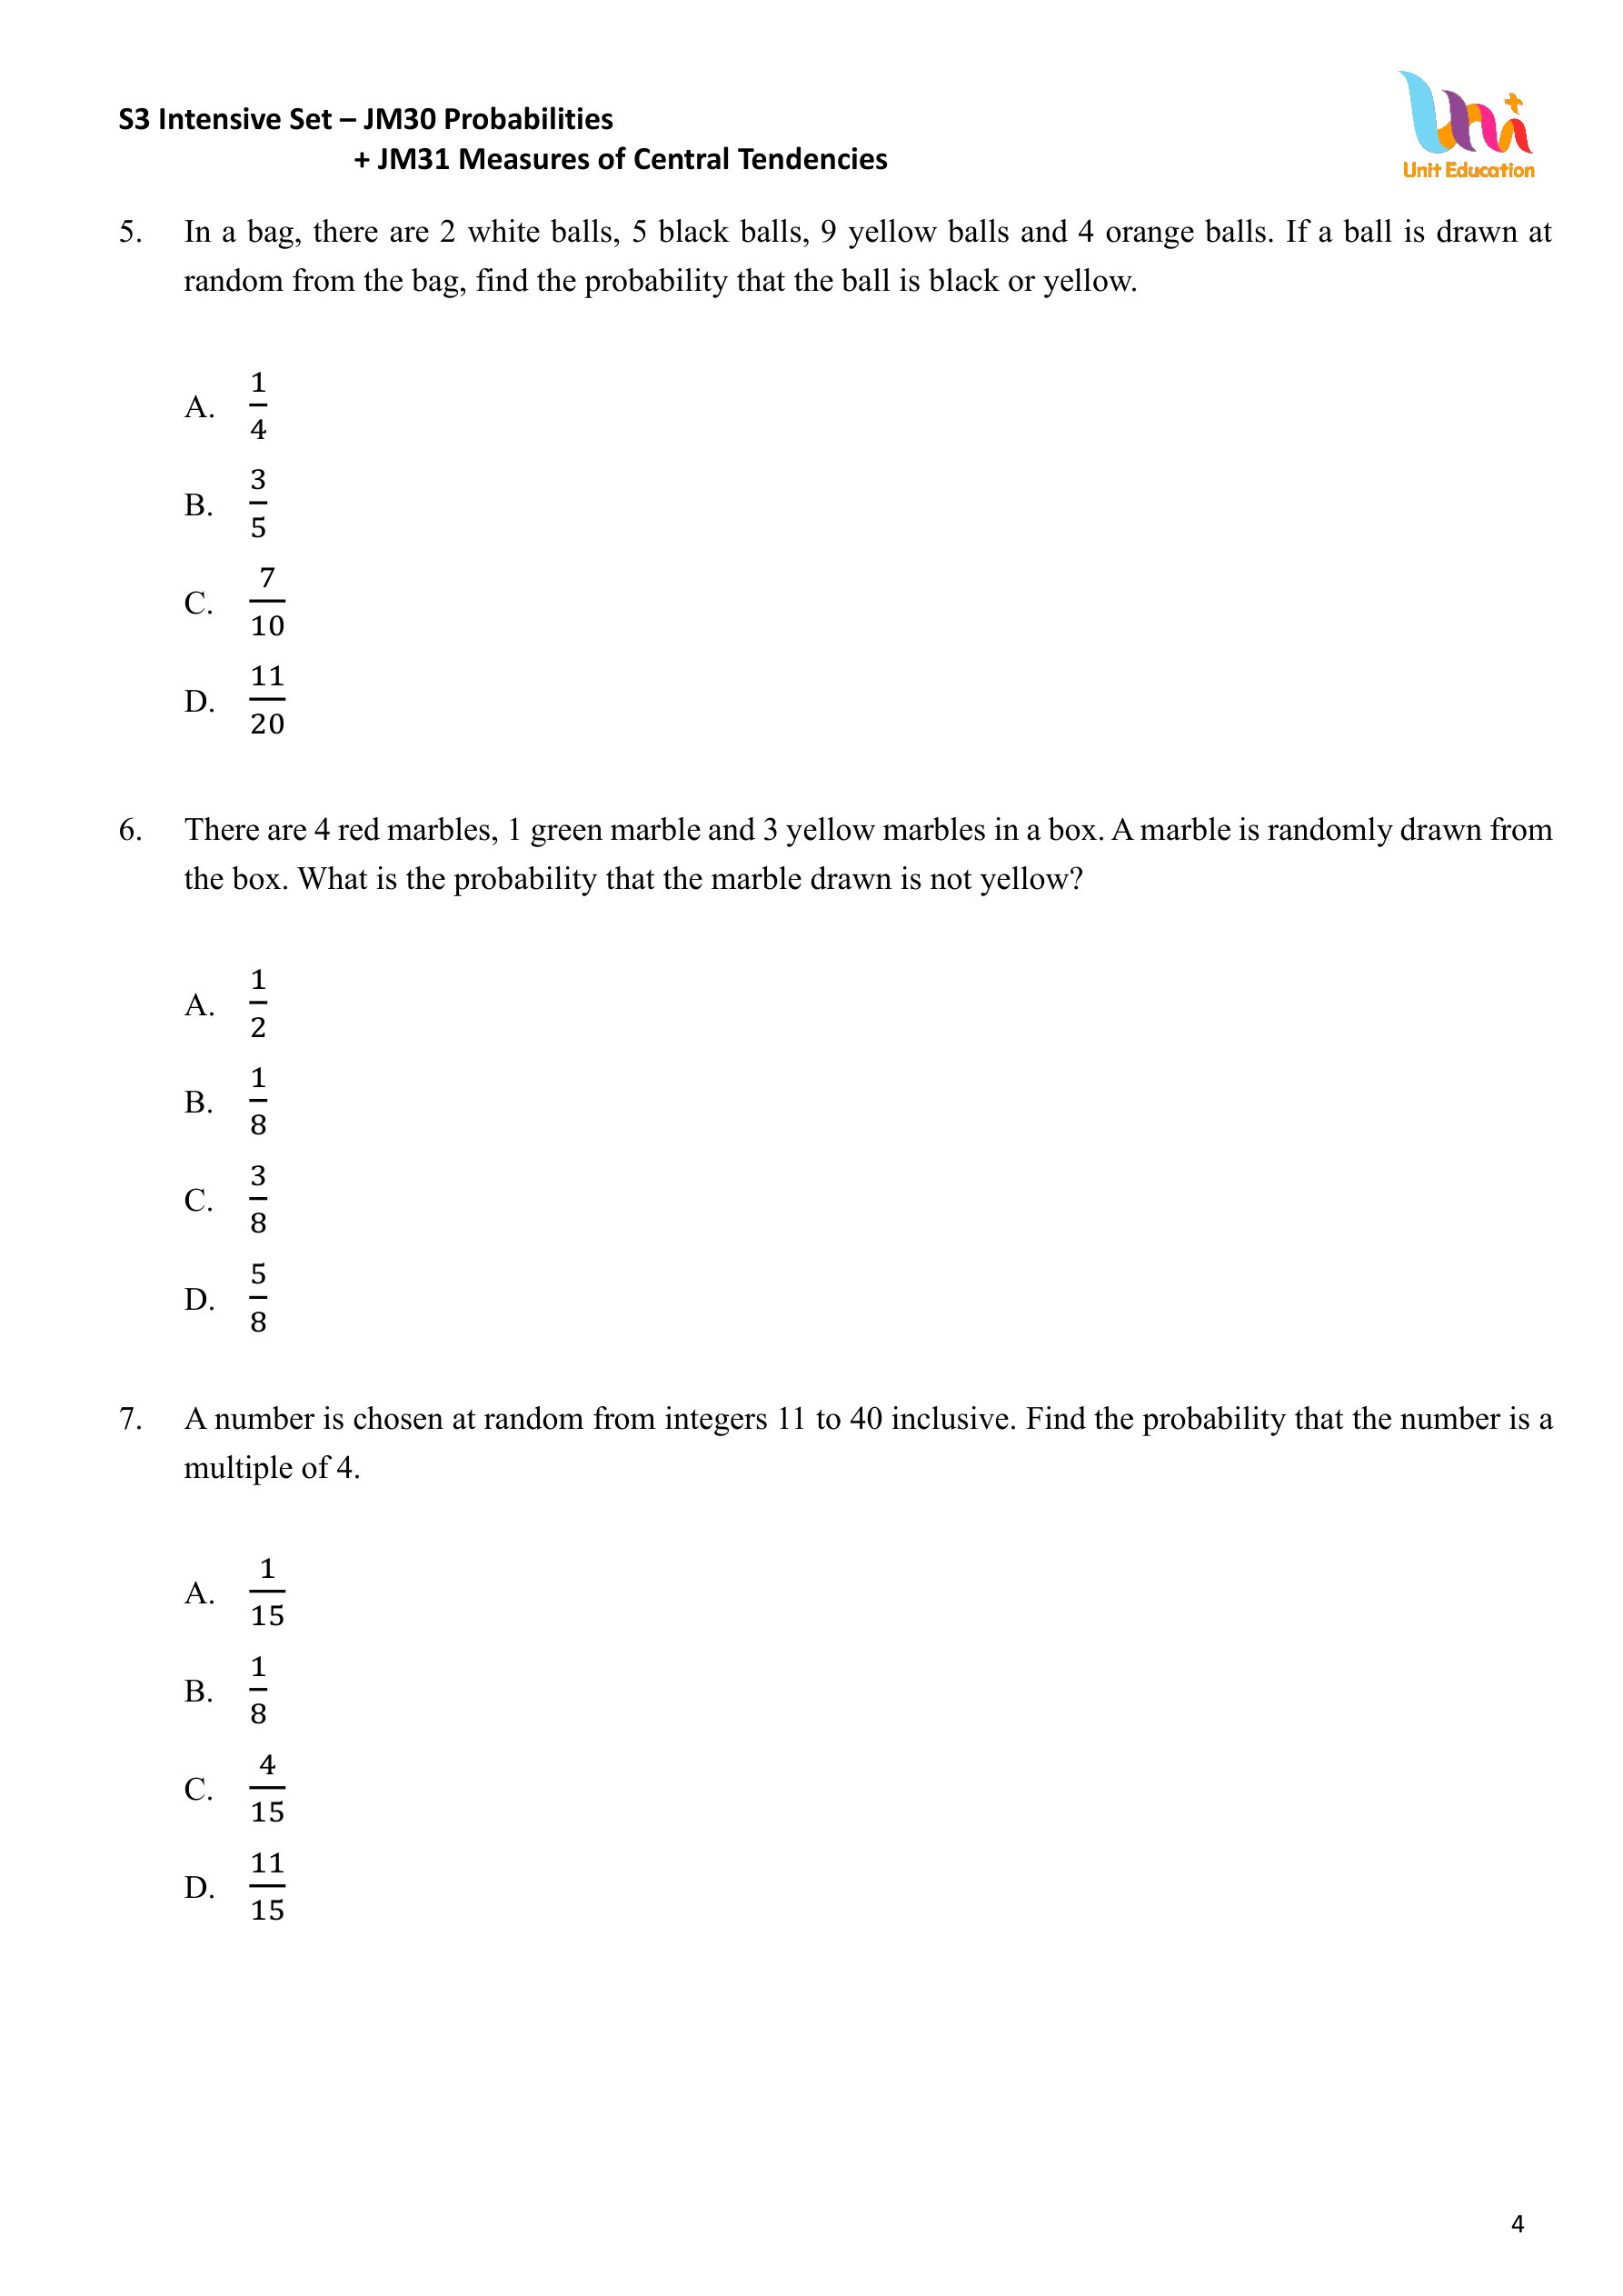 S3 Intensive Set – JM30 Probabilities
+ JM31 Measures of Central Tendencies
Uni+
Unit Education
5. In a bag, there are 2 white balls, 5 black balls, 9 yellow balls and 4 orange balls. If a ball is drawn at
random from the bag, find the probability that the ball is black or yellow.
A. 1/4
B. 3/5
C. 7/10
D. 11/20
6. There are 4 red marbles, 1 green marble and 3 yellow marbles in a box. A marble is randomly drawn from
the box. What is the probability that the marble drawn is not yellow?
A. 1/2
B. 1/8
C. 3/8
D. 5/8
7. A number is chosen at random from integers 11 to 40 inclusive. Find the probability that the number is a
multiple of 4.
A. 1/15
B. 1/8
C. 4/15
D. 11/15
4